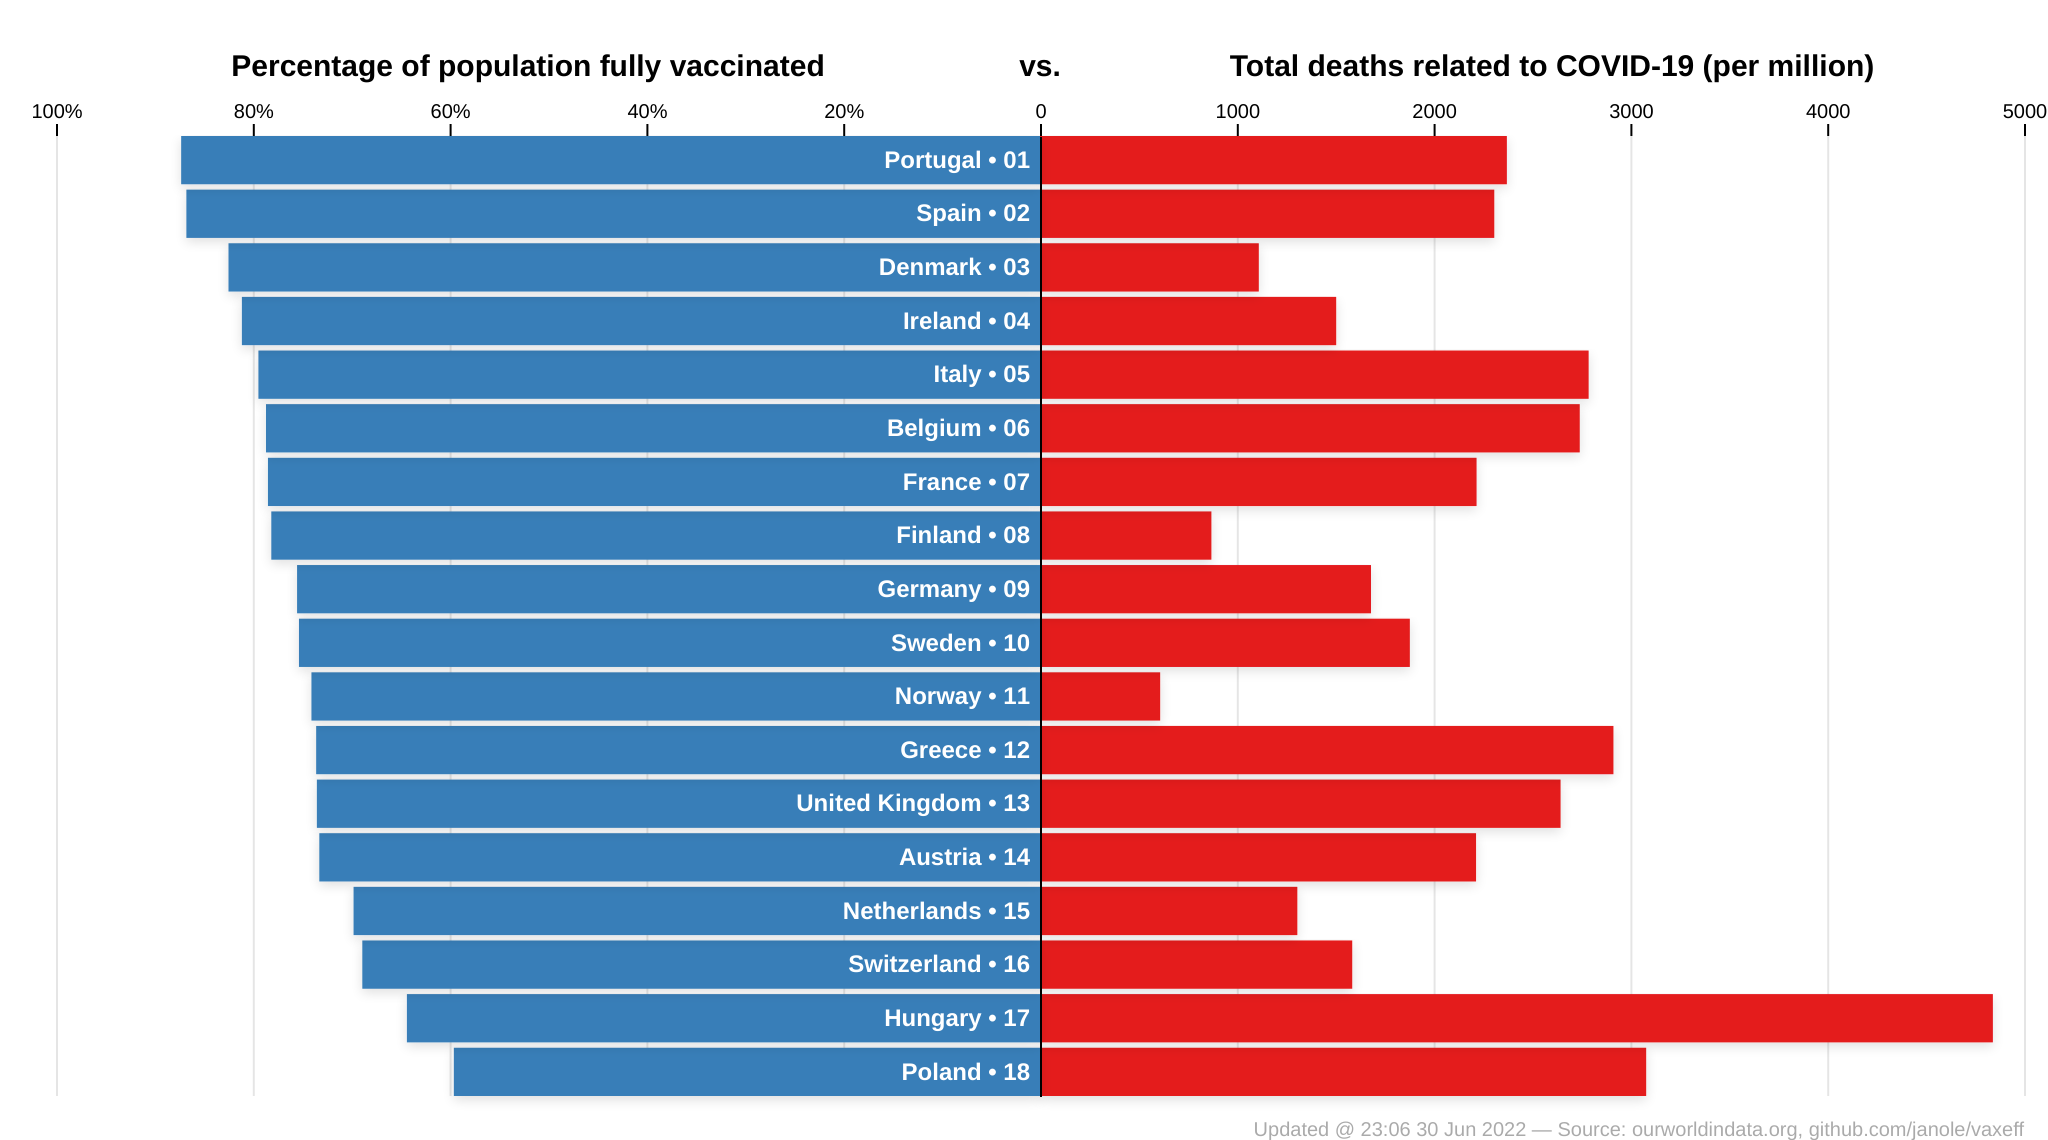 Percentage of population fully vaccinated vs. Total deaths related to COVID-19 (per million)
100% 80% 60% 40% 20% 0 1000 2000 3000 4000 5000
Portugal • 01
Spain • 02
Denmark • 03
Ireland • 04
Italy • 05
Belgium • 06
France • 07
Finland • 08
Germany • 09
Sweden • 10
Norway • 11
Greece • 12
United Kingdom • 13
Austria • 14
Netherlands • 15
Switzerland • 16
Hungary • 17
Poland • 18
Updated @ 23:06 30 Jun 2022 — Source: ourworldindata.org, github.com/janole/vaxeff